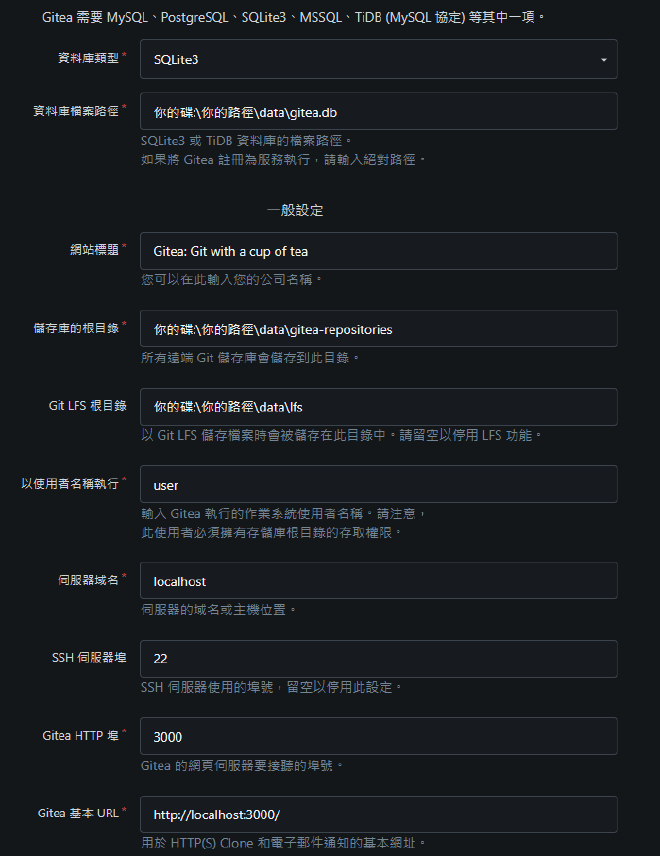 Gitea 需要 MySQL、PostgreSQL、SQLite3、MSSQL、TiDB (MySQL 協定) 等其中一項。
資料庫類型* SQLite3
資料庫檔案路徑* 你的碟:\你的路徑\data\gitea.db
SQLite3 或 TiDB 資料庫的檔案路徑。
如果將 Gitea 註冊為服務執行，請輸入絕對路徑。
一般設定
網站標題* Gitea: Git with a cup of tea
您可以在此輸入您的公司名稱。
儲存庫的根目錄* 你的碟:\你的路徑\data\gitea-repositories
所有遠端 Git 儲存庫會儲存到此目錄。
Git LFS 根目錄 你的碟:\你的路徑\data\lfs
以 Git LFS 儲存檔案時會被儲存在此目錄中。請留空以停用 LFS 功能。
以使用者名稱執行* user
輸入 Gitea 執行的作業系統使用者名稱。請注意，
此使用者必須擁有存儲庫根目錄的存取權限。
伺服器域名* localhost
伺服器的域名或主機位置。
SSH 伺服器埠 22
SSH 伺服器使用的埠號，留空以停用此設定。
Gitea HTTP 埠* 3000
Gitea 的網頁伺服器要接聽的埠號。
Gitea 基本 URL* http://localhost:3000/
用於 HTTP(S) Clone 和電子郵件通知的基本網址。